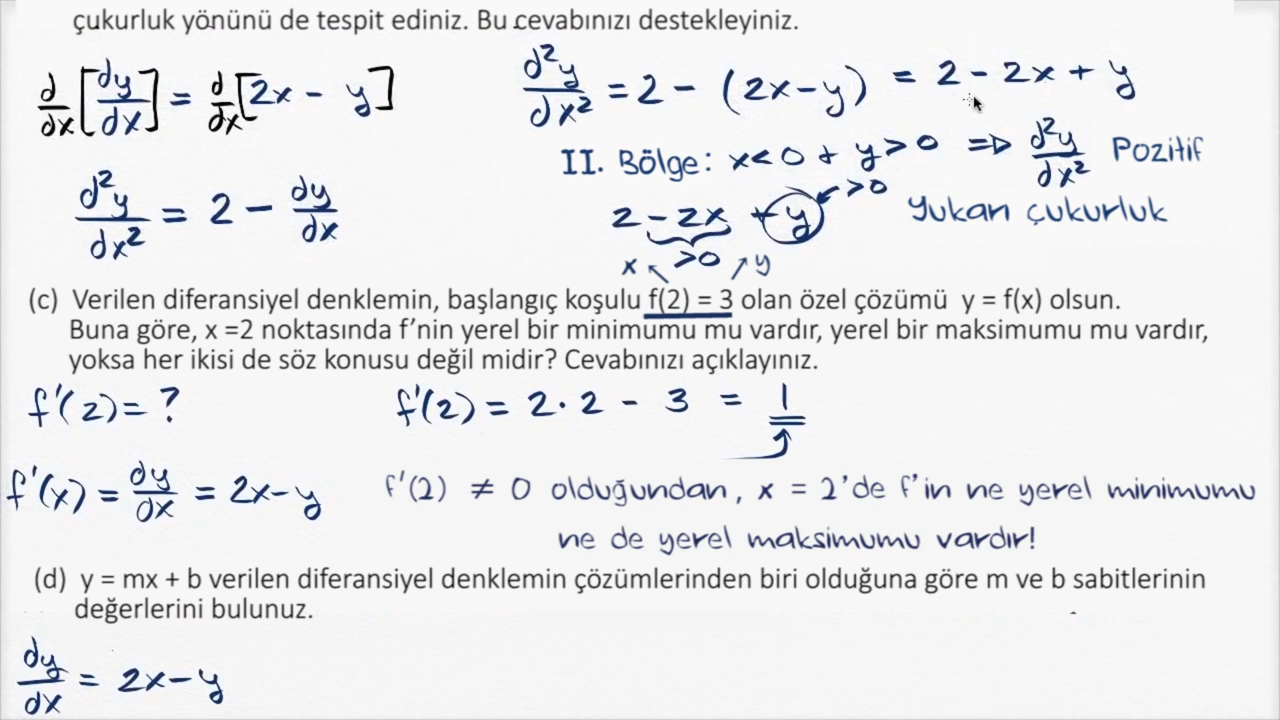 çukurluk yönünü de tespit ediniz. Bu cevabınızı destekleyiniz.
d/dx [dy/dx] = d/dx [2x - y]
d²y/dx² = 2 - (2x-y) = 2 - 2x + y
II. Bölge: x<0 + y>0 ⇒ d²y/dx² Pozitif
d²y/dx² = 2 - dy/dx
2 - 2x + y >0 Yukarı çukurluk
x >0 y
(c) Verilen diferansiyel denklemin, başlangıç koşulu f(2) = 3 olan özel çözümü y = f(x) olsun.
Buna göre, x =2 noktasında f’nin yerel bir minimumu mu vardır, yerel bir maksimumu mu vardır,
yoksa her ikisi de söz konusu değil midir? Cevabınızı açıklayınız.
f'(2)= ? f'(2) = 2·2 - 3 = 1
f'(x) = dy/dx = 2x-y
f'(2) ≠ 0 olduğundan, x = 2'de f'in ne yerel minimumu
ne de yerel maksimumu vardır!
(d) y = mx + b verilen diferansiyel denklemin çözümlerinden biri olduğuna göre m ve b sabitlerinin
değerlerini bulunuz.
dy/dx = 2x-y